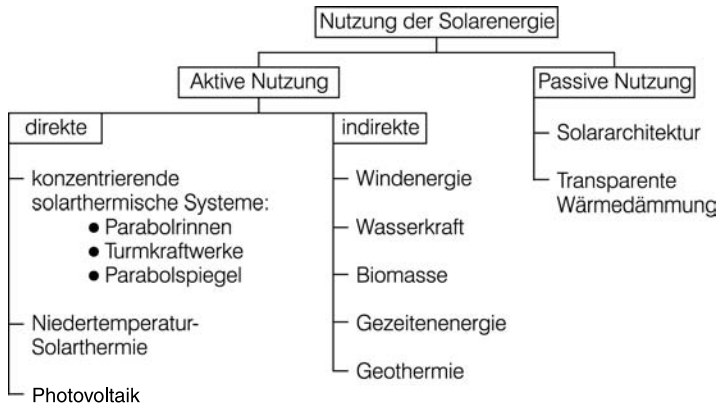 Nutzung der Solarenergie
Aktive Nutzung
Passive Nutzung
direkte
indirekte
konzentrierende
solarthermische Systeme:
● Parabolrinnen
● Turmkraftwerke
● Parabolspiegel
Niedertemperatur-
Solarthermie
Photovoltaik
Windenergie
Wasserkraft
Biomasse
Gezeitenenergie
Geothermie
Solararchitektur
Transparente
Wärmedämmung